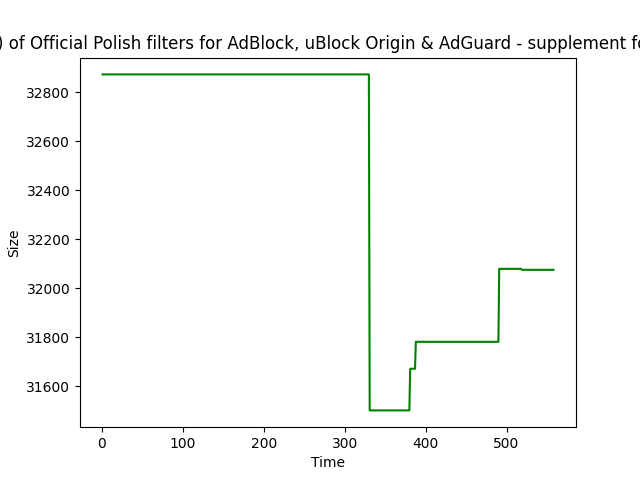 ) of Official Polish filters for AdBlock, uBlock Origin & AdGuard - supplement fo
32800
32600
32400
32200
32000
31800
31600
Size
0 100 200 300 400 500
Time